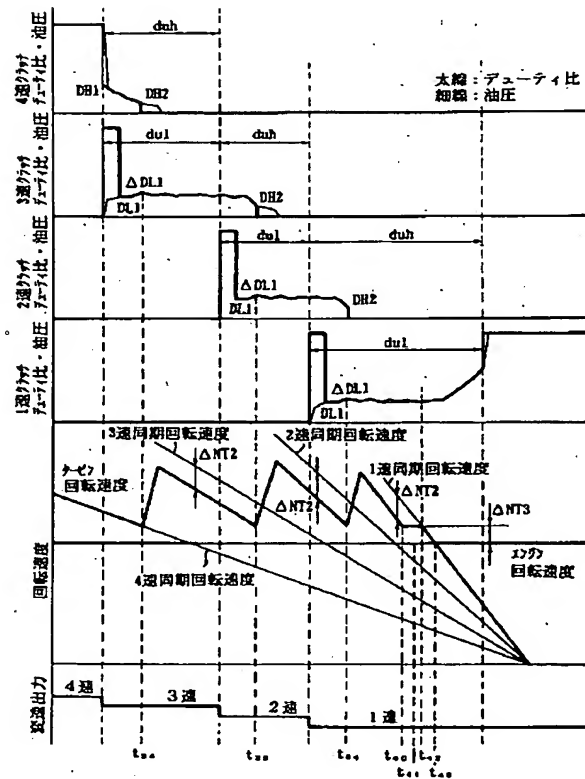 4速クラッチ
デューティ比・油圧
duh
DH1
DH2
太線：デューティ比
細線：油圧
3速クラッチ
デューティ比・油圧
dul
duh
ΔDL1
DL1
DH2
2速クラッチ
デューティ比・油圧
dul
duh
ΔDL1
DL1
DH2
1速クラッチ
デューティ比・油圧
dul
ΔDL1
DL1
回転速度
タービン
回転速度
3速同期回転速度
2速同期回転速度
1速同期回転速度
ΔNT2
ΔNT2
ΔNT2
ΔNT3
エンジン
回転速度
4速同期回転速度
変速出力
4速
3速
2速
1速